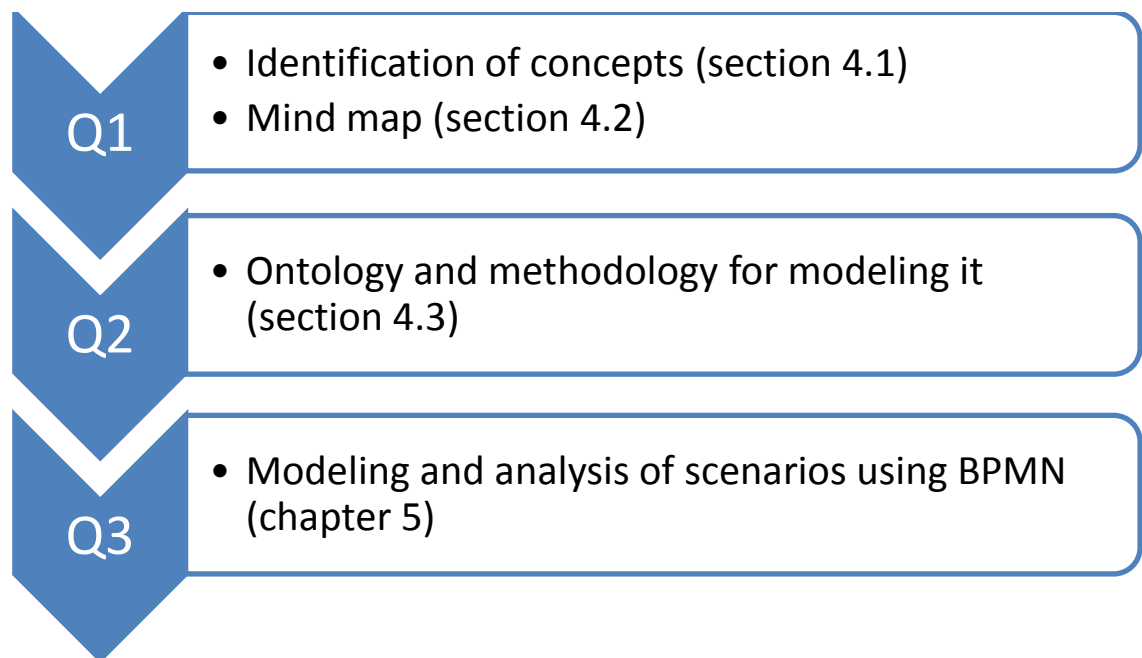 Q1
• Identification of concepts (section 4.1)
• Mind map (section 4.2)
Q2
• Ontology and methodology for modeling it
(section 4.3)
Q3
• Modeling and analysis of scenarios using BPMN
(chapter 5)